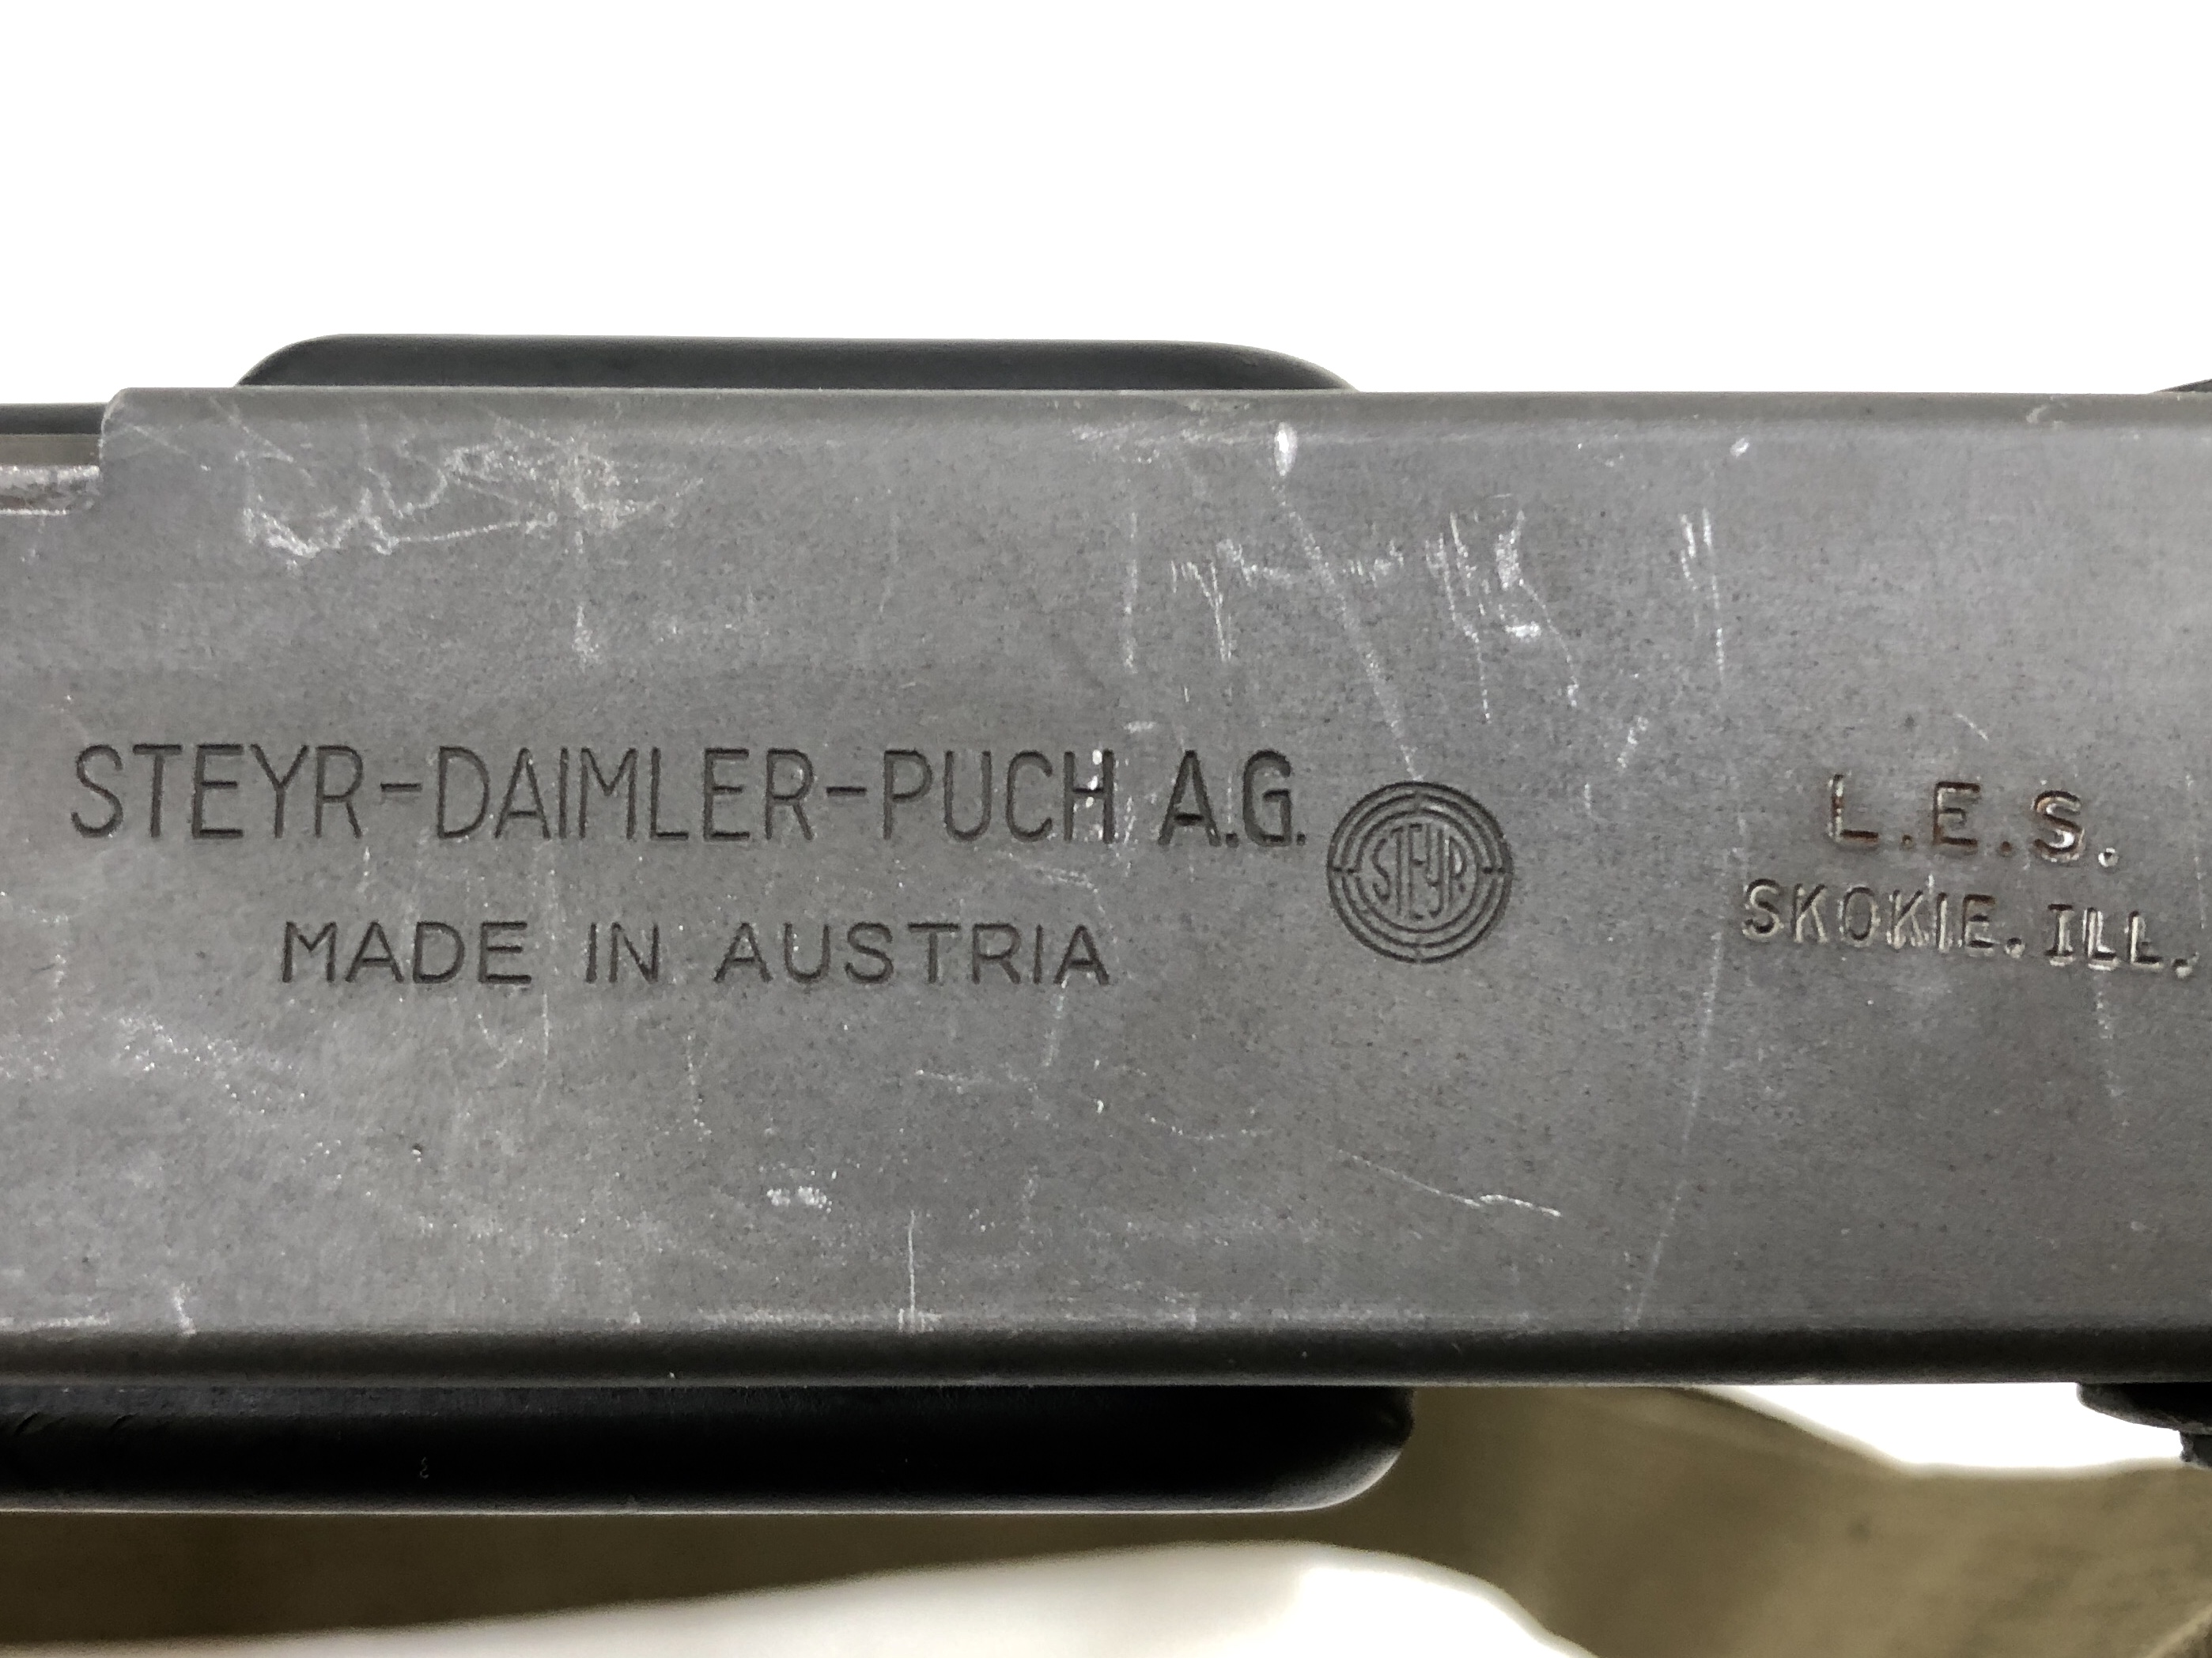 STEYR-DAIMLER-PUCH A.G.
MADE IN AUSTRIA
STEYR
L.E.S.
SKOKIE. ILL.